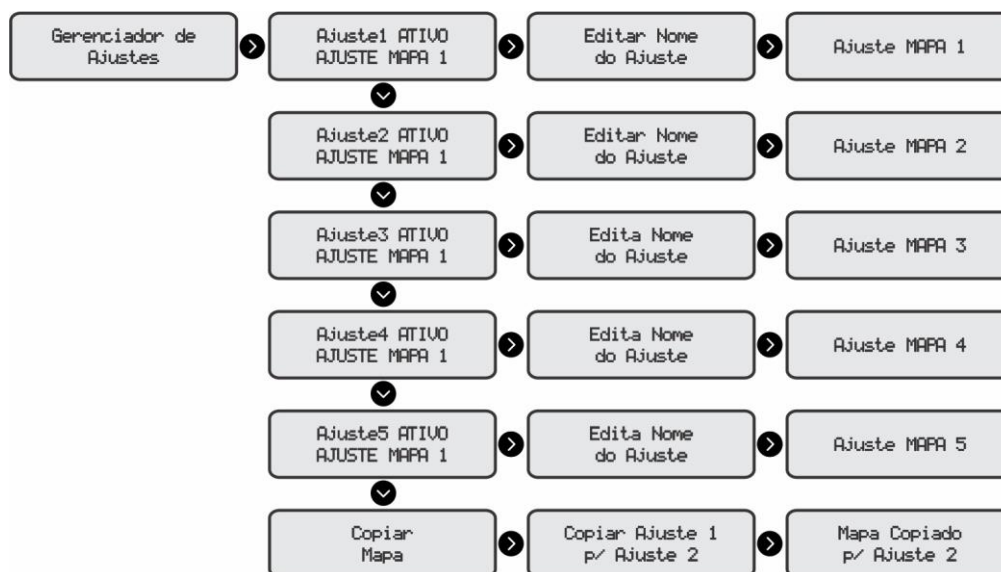 Gerenciador de
Ajustes
Ajuste1 ATIVO
AJUSTE MAPA 1
Editar Nome
do Ajuste
Ajuste MAPA 1
Ajuste2 ATIVO
AJUSTE MAPA 1
Editar Nome
do Ajuste
Ajuste MAPA 2
Ajuste3 ATIVO
AJUSTE MAPA 1
Edita Nome
do Ajuste
Ajuste MAPA 3
Ajuste4 ATIVO
AJUSTE MAPA 1
Edita Nome
do Ajuste
Ajuste MAPA 4
Ajuste5 ATIVO
AJUSTE MAPA 1
Edita Nome
do Ajuste
Ajuste MAPA 5
Copiar
Mapa
Copiar Ajuste 1
p/ Ajuste 2
Mapa Copiado
p/ Ajuste 2